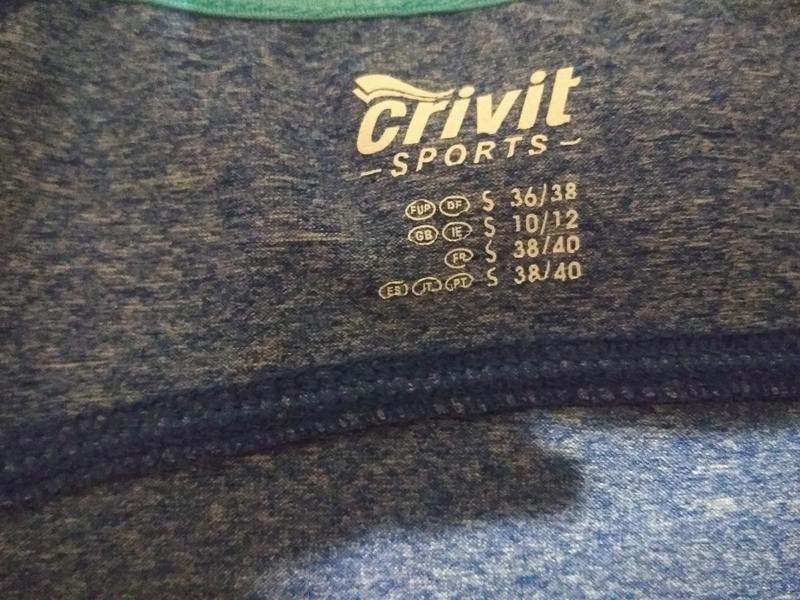 crivit
–SPORTS–
EUR DE S 36/38
GB IE S 10/12
FR S 38/40
ES IT PT S 38/40